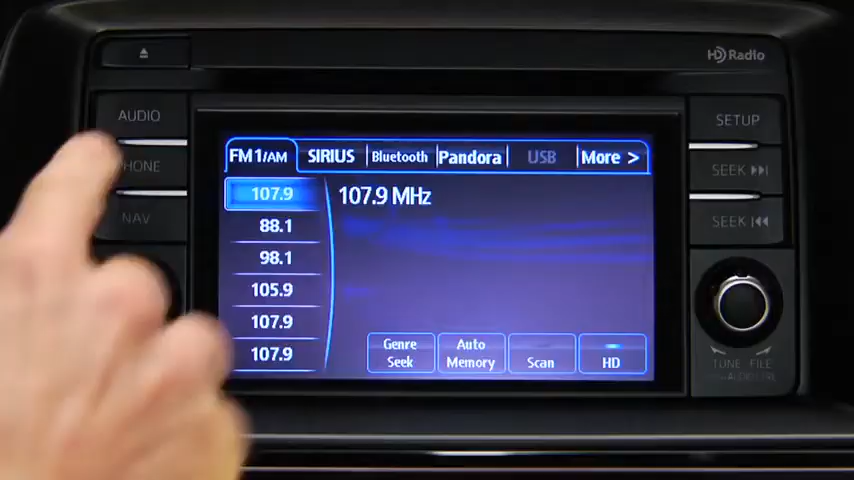 HD Radio
AUDIO
PHONE
NAV
FM1/AM SIRIUS Bluetooth Pandora USB More >
107.9
88.1
98.1
105.9
107.9
107.9
107.9 MHz
Genre Seek
Auto Memory
Scan
HD
SETUP
SEEK
SEEK
TUNE FILE